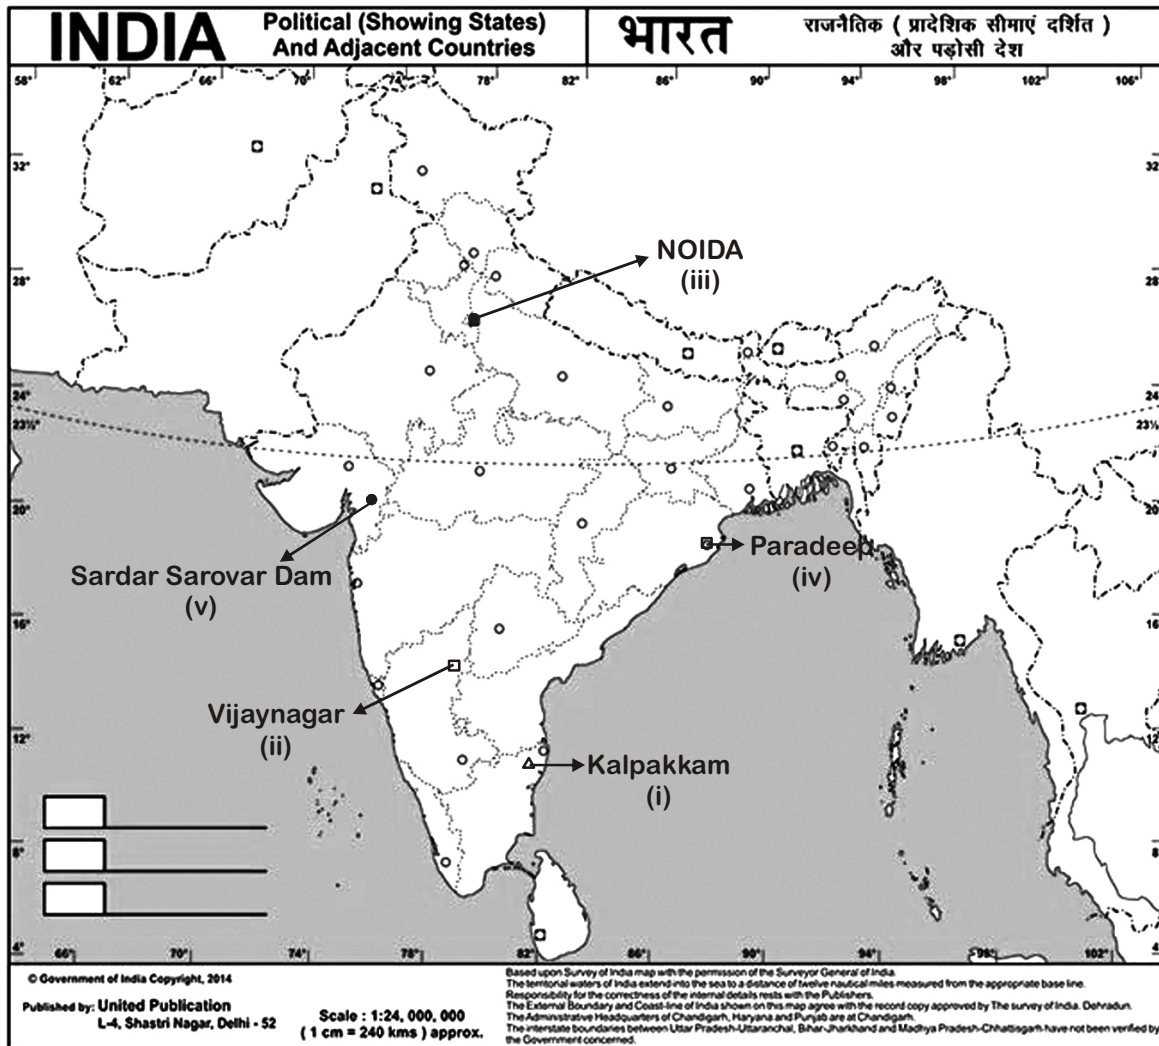 INDIA
Political (Showing States)
And Adjacent Countries
भारत
राजनैतिक ( प्रादेशिक सीमाएं दर्शित )
और पड़ोसी देश
58° 62° 66° 70° 74° 78° 82° 86° 90° 94° 98° 102° 106°
32° 32°
NOIDA
(iii)
28° 28°
24° 24°
23½° 23½°
20° 20°
Paradeep
(iv)
Sardar Sarovar Dam
(v)
16° 16°
Vijaynagar
(ii)
12° 12°
Kalpakkam
(i)
8° 8°
4° 4°
66° 70° 74° 78° 82° 86° 90° 94° 98° 102°
© Government of India Copyright, 2014
Published by: United Publication
L-4, Shastri Nagar, Delhi - 52
Scale : 1:24, 000, 000
( 1 cm = 240 kms ) approx.
Based upon Survey of India map with the permission of the Surveyor General of India.
The territorial waters of India extend into the sea to a distance of twelve nautical miles measured from the appropriate base line.
Responsibility for the correctness of the internal details rests with the Publishers.
The External Boundary and Coast-line of India shown on this map agree with the record copy approved by The survey of India. Dehradun.
The Administrative Headquarters of Chandigarh, Haryana and Punjab are at Chandigarh.
The interstate boundaries between Uttar Pradesh-Uttaranchal, Bihar-Jharkhand and Madhya Pradesh-Chhattisgarh have not been verified by
the Government concerned.